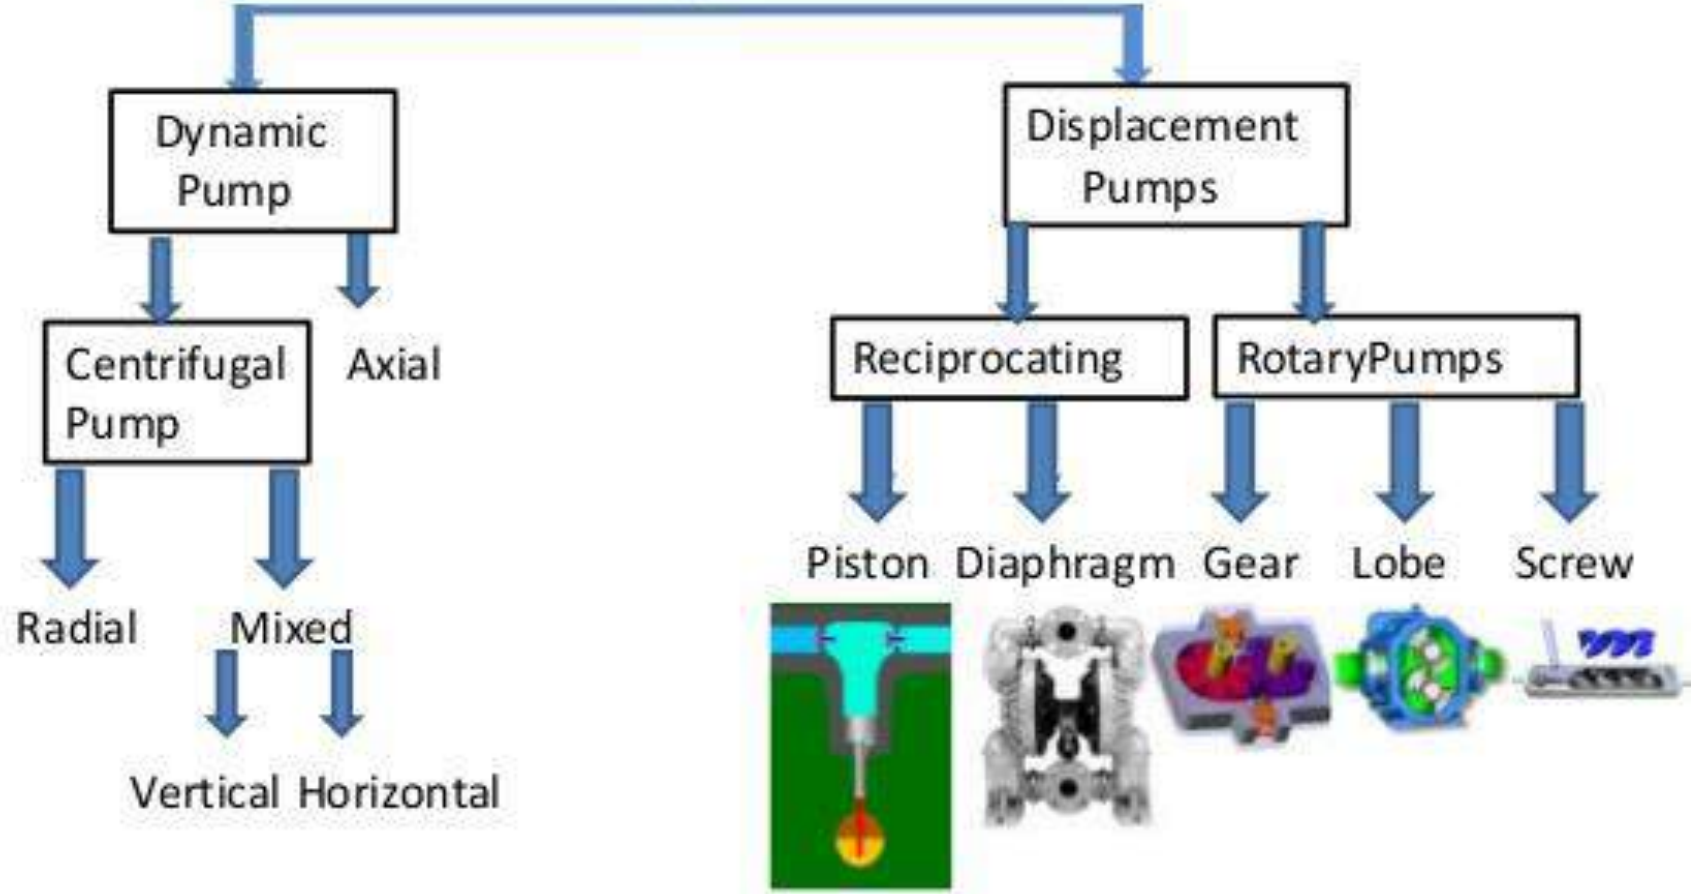 Dynamic
Pump
Displacement
Pumps
Centrifugal
Pump
Axial
Reciprocating
RotaryPumps
Radial
Mixed
Piston
Diaphragm
Gear
Lobe
Screw
Vertical
Horizontal